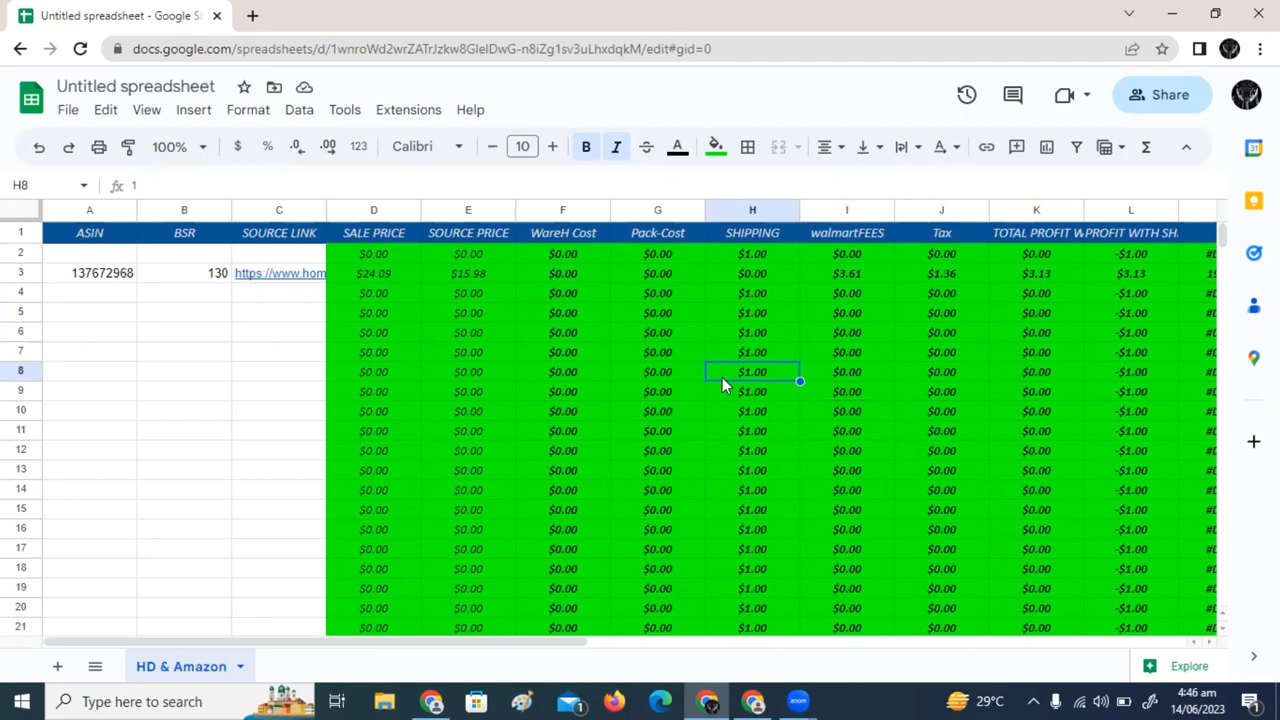 Untitled spreadsheet - Google Sh
docs.google.com/spreadsheets/d/1wnroWd2wrZATrJzkw8GleIDwG-n8iZg1sv3uLhxdqkM/edit#gid=0
Untitled spreadsheet
File Edit View Insert Format Data Tools Extensions Help
Share
100% $ % .0 .00 123 Calibri 10 B I A
H8 fx 1
A B C D E F G H I J K L
1 ASIN BSR SOURCE LINK SALE PRICE SOURCE PRICE WareH Cost Pack-Cost SHIPPING walmartFEES Tax TOTAL PROFIT W PROFIT WITH SH
2 $0.00 $0.00 $0.00 $0.00 $1.00 $0.00 $0.00 $0.00 -$1.00 #D
3 137672968 130 https://www.hom $24.09 $15.98 $0.00 $0.00 $0.00 $3.61 $1.36 $3.13 $3.13 19
4 $0.00 $0.00 $0.00 $0.00 $1.00 $0.00 $0.00 $0.00 -$1.00 #D
5 $0.00 $0.00 $0.00 $0.00 $1.00 $0.00 $0.00 $0.00 -$1.00 #D
6 $0.00 $0.00 $0.00 $0.00 $1.00 $0.00 $0.00 $0.00 -$1.00 #D
7 $0.00 $0.00 $0.00 $0.00 $1.00 $0.00 $0.00 $0.00 -$1.00 #D
8 $0.00 $0.00 $0.00 $0.00 $1.00 $0.00 $0.00 $0.00 -$1.00 #D
9 $0.00 $0.00 $0.00 $0.00 $1.00 $0.00 $0.00 $0.00 -$1.00 #D
10 $0.00 $0.00 $0.00 $0.00 $1.00 $0.00 $0.00 $0.00 -$1.00 #D
11 $0.00 $0.00 $0.00 $0.00 $1.00 $0.00 $0.00 $0.00 -$1.00 #D
12 $0.00 $0.00 $0.00 $0.00 $1.00 $0.00 $0.00 $0.00 -$1.00 #D
13 $0.00 $0.00 $0.00 $0.00 $1.00 $0.00 $0.00 $0.00 -$1.00 #D
14 $0.00 $0.00 $0.00 $0.00 $1.00 $0.00 $0.00 $0.00 -$1.00 #D
15 $0.00 $0.00 $0.00 $0.00 $1.00 $0.00 $0.00 $0.00 -$1.00 #D
16 $0.00 $0.00 $0.00 $0.00 $1.00 $0.00 $0.00 $0.00 -$1.00 #D
17 $0.00 $0.00 $0.00 $0.00 $1.00 $0.00 $0.00 $0.00 -$1.00 #D
18 $0.00 $0.00 $0.00 $0.00 $1.00 $0.00 $0.00 $0.00 -$1.00 #D
19 $0.00 $0.00 $0.00 $0.00 $1.00 $0.00 $0.00 $0.00 -$1.00 #D
20 $0.00 $0.00 $0.00 $0.00 $1.00 $0.00 $0.00 $0.00 -$1.00 #D
21 $0.00 $0.00 $0.00 $0.00 $1.00 $0.00 $0.00 $0.00 -$1.00 #D
HD & Amazon
Explore
Type here to search
29°C
4:46 am
14/06/2023